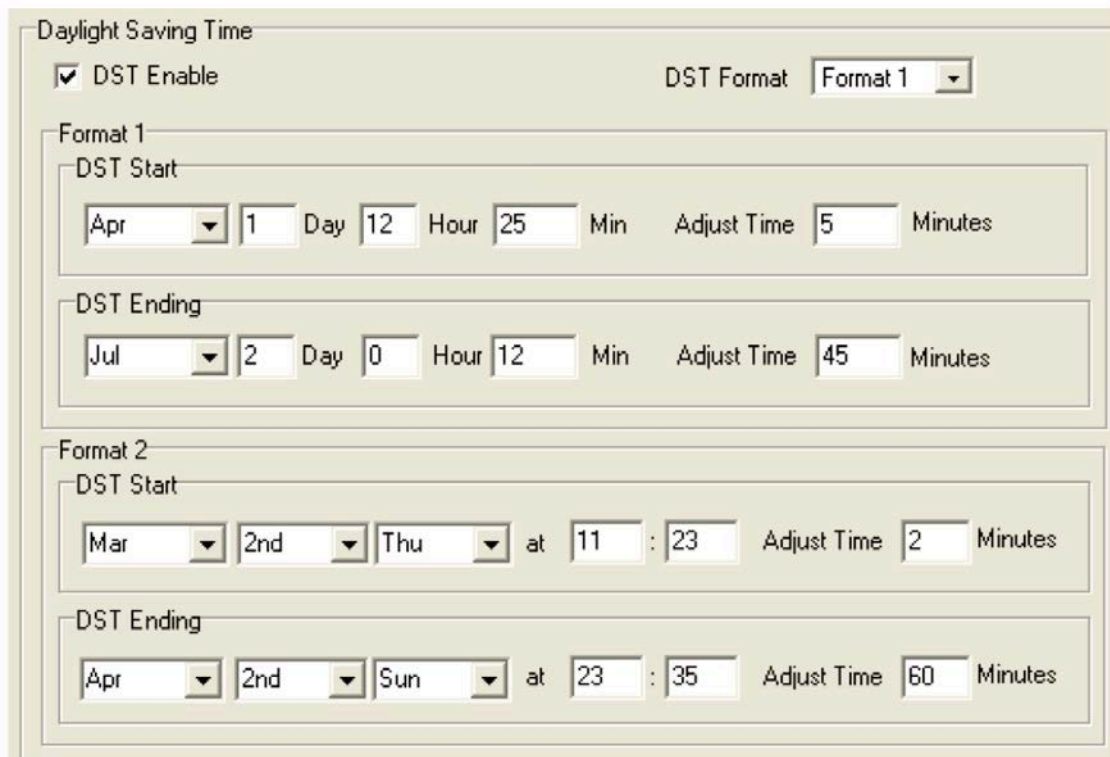 Daylight Saving Time
DST Enable DST Format Format 1
Format 1
DST Start
Apr 1 Day 12 Hour 25 Min Adjust Time 5 Minutes
DST Ending
Jul 2 Day 0 Hour 12 Min Adjust Time 45 Minutes
Format 2
DST Start
Mar 2nd Thu at 11 : 23 Adjust Time 2 Minutes
DST Ending
Apr 2nd Sun at 23 : 35 Adjust Time 60 Minutes